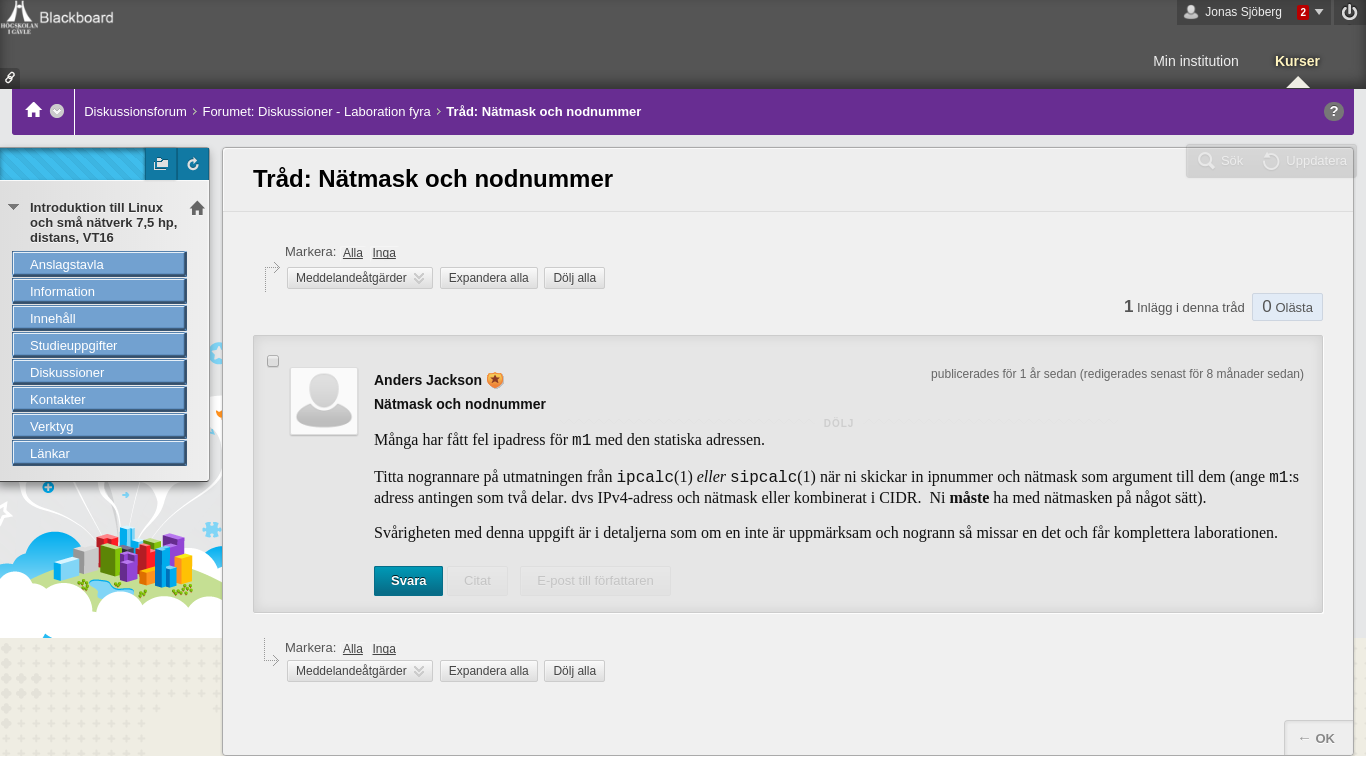 HÖGSKOLAN
I GÄVLE
Blackboard
Jonas Sjöberg 2
Min institution Kurser
Diskussionsforum Forumet: Diskussioner - Laboration fyra Tråd: Nätmask och nodnummer ?
Tråd: Nätmask och nodnummer
Sök Uppdatera
Introduktion till Linux
och små nätverk 7,5 hp,
distans, VT16
Anslagstavla
Information
Innehåll
Studieuppgifter
Diskussioner
Kontakter
Verktyg
Länkar
Markera: Alla Inga
Meddelandeåtgärder Expandera alla Dölj alla
1 Inlägg i denna tråd 0 Olästa
Anders Jackson
publicerades för 1 år sedan (redigerades senast för 8 månader sedan)
Nätmask och nodnummer
DÖLJ
Många har fått fel ipadress för m1 med den statiska adressen.
Titta nogrannare på utmatningen från ipcalc(1) eller sipcalc(1) när ni skickar in ipnummer och nätmask som argument till dem (ange m1:s
adress antingen som två delar. dvs IPv4-adress och nätmask eller kombinerat i CIDR.  Ni måste ha med nätmasken på något sätt).
Svårigheten med denna uppgift är i detaljerna som om en inte är uppmärksam och nogrann så missar en det och får komplettera laborationen.
Svara Citat E-post till författaren
Markera: Alla Inga
Meddelandeåtgärder Expandera alla Dölj alla
← OK